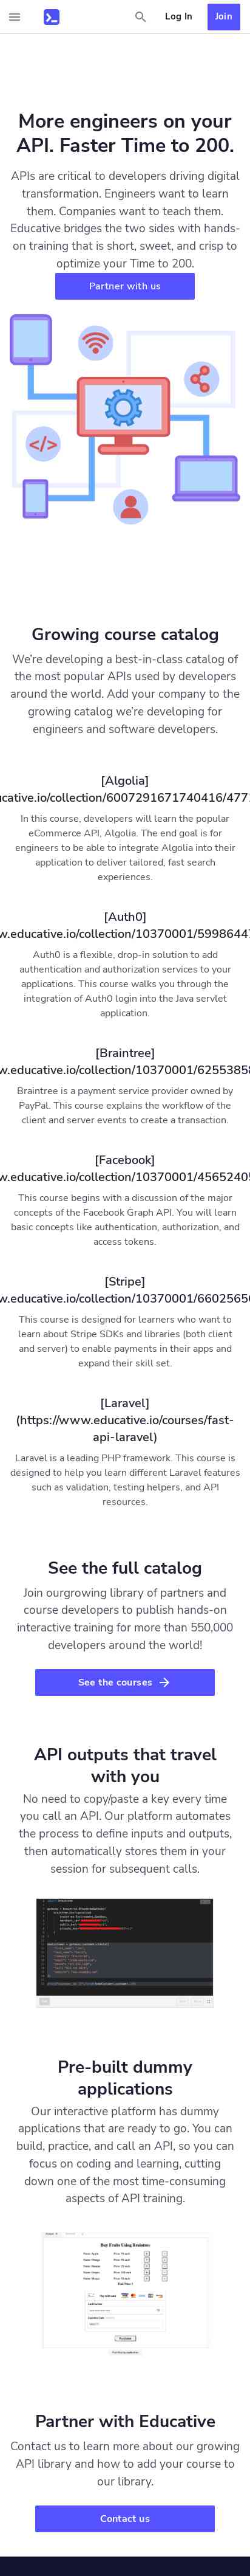 Log In
Join
More engineers on your
API. Faster Time to 200.
APIs are critical to developers driving digital
transformation. Engineers want to learn
them. Companies want to teach them.
Educative bridges the two sides with hands-
on training that is short, sweet, and crisp to
optimize your Time to 200.
Partner with us
</>
Growing course catalog
We're developing a best-in-class catalog of
the most popular APIs used by developers
around the world. Add your company to the
growing catalog we're developing for
engineers and software developers.
[Algolia]
ucative.io/collection/6007291671740416/477
In this course, developers will learn the popular
eCommerce API, Algolia. The end goal is for
engineers to be able to integrate Algolia into their
application to deliver tailored, fast search
experiences.
[Auth0]
w.educative.io/collection/10370001/5998644
Auth0 is a flexible, drop-in solution to add
authentication and authorization services to your
applications. This course walks you through the
integration of Auth0 login into the Java servlet
application.
[Braintree]
w.educative.io/collection/10370001/6255385
Braintree is a payment service provider owned by
PayPal. This course explains the workflow of the
client and server events to create a transaction.
[Facebook]
w.educative.io/collection/10370001/4565240
This course begins with a discussion of the major
concepts of the Facebook Graph API. You will learn
basic concepts like authentication, authorization, and
access tokens.
[Stripe]
w.educative.io/collection/10370001/6602565
This course is designed for learners who want to
learn about Stripe SDKs and libraries (both client
and server) to enable payments in their apps and
expand their skill set.
[Laravel]
(https://www.educative.io/courses/fast-
api-laravel)
Laravel is a leading PHP framework. This course is
designed to help you learn different Laravel features
such as validation, testing helpers, and API
resources.
See the full catalog
Join ourgrowing library of partners and
course developers to publish hands-on
interactive training for more than 550,000
developers around the world!
See the courses
API outputs that travel
with you
No need to copy/paste a key every time
you call an API. Our platform automates
the process to define inputs and outputs,
then automatically stores them in your
session for subsequent calls.
Pre-built dummy
applications
Our interactive platform has dummy
applications that are ready to go. You can
build, practice, and call an API, so you can
focus on coding and learning, cutting
down one of the most time-consuming
aspects of API training.
Buy Fruits Using Braintree
Partner with Educative
Contact us to learn more about our growing
API library and how to add your course to
our library.
Contact us